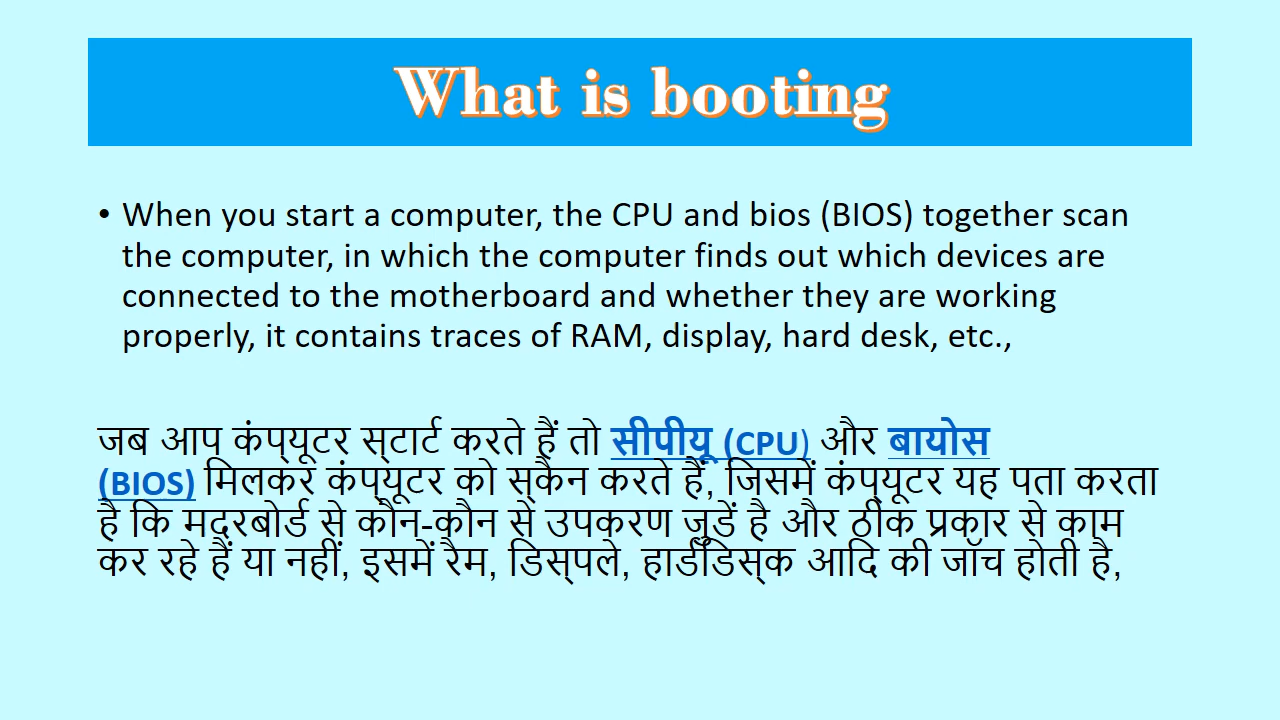 What is booting
• When you start a computer, the CPU and bios (BIOS) together scan
the computer, in which the computer finds out which devices are
connected to the motherboard and whether they are working
properly, it contains traces of RAM, display, hard desk, etc.,
जब आप कंप्यूटर स्टार्ट करते हैं तो सीपीयू (CPU) और बायोस
(BIOS) मिलकर कंप्यूटर को स्कैन करते हैं, जिसमें कंप्यूटर यह पता करता
है कि मदरबोर्ड से कौन-कौन से उपकरण जुडें है और ठीक प्रकार से काम
कर रहे हैं या नहीं, इसमें रैम, डिस्पले, हार्डडिस्क आदि की जॉच होती है,